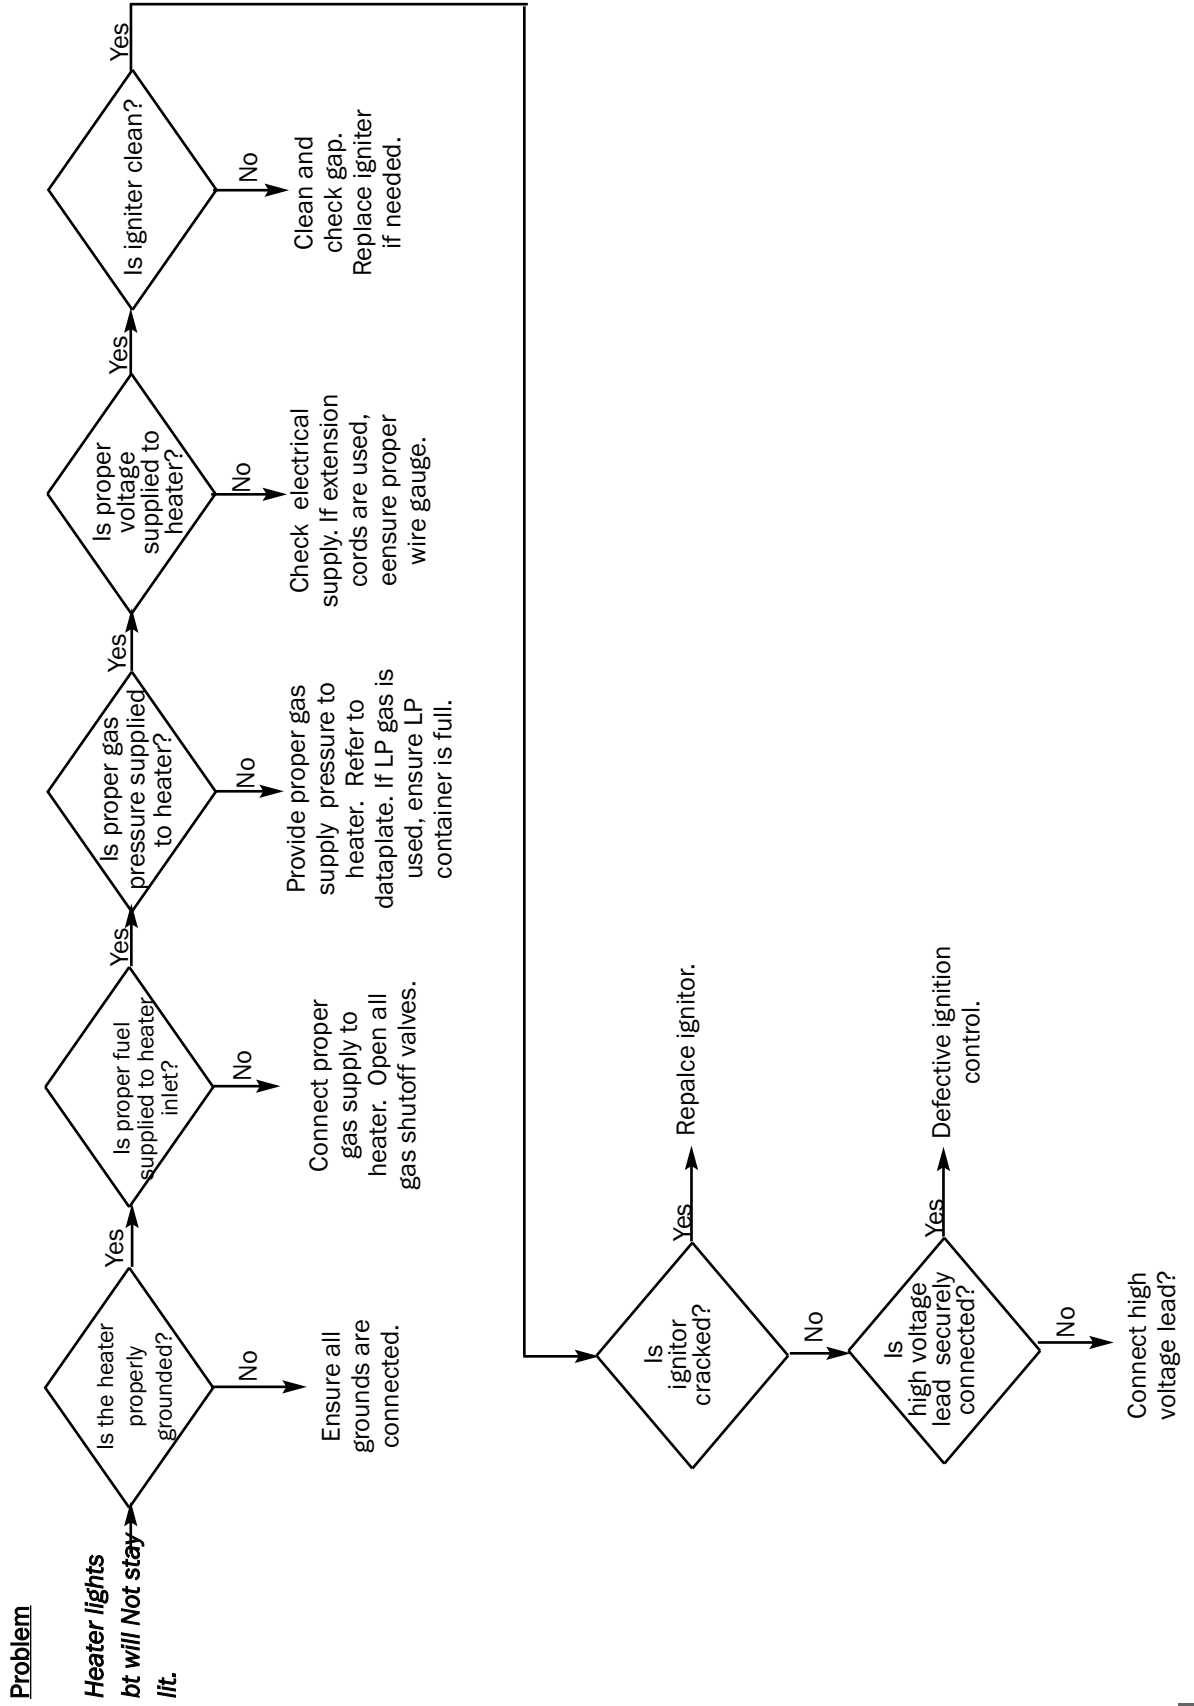 Problem
Heater lights
bt will Not stay
lit.
Is the heater
properly
grounded?
Yes
No
Ensure all
grounds are
connected.
Is proper fuel
supplied to heater
inlet?
Yes
No
Connect proper
gas supply to
heater. Open all
gas shutoff valves.
Is proper gas
pressure supplied
to heater?
Yes
No
Provide proper gas
supply pressure to
heater. Refer to
dataplate. If LP gas is
used, ensure LP
container is full.
Is proper
voltage
supplied to
heater?
Yes
No
Check electrical
supply. If extension
cords are used,
eensure proper
wire gauge.
Is igniter clean?
Yes
No
Clean and
check gap.
Replace igniter
if needed.
Is
ignitor
cracked?
Yes
Repalce ignitor.
No
Is
high voltage
lead securely
connected?
Yes
Defective ignition
control.
No
Connect high
voltage lead?